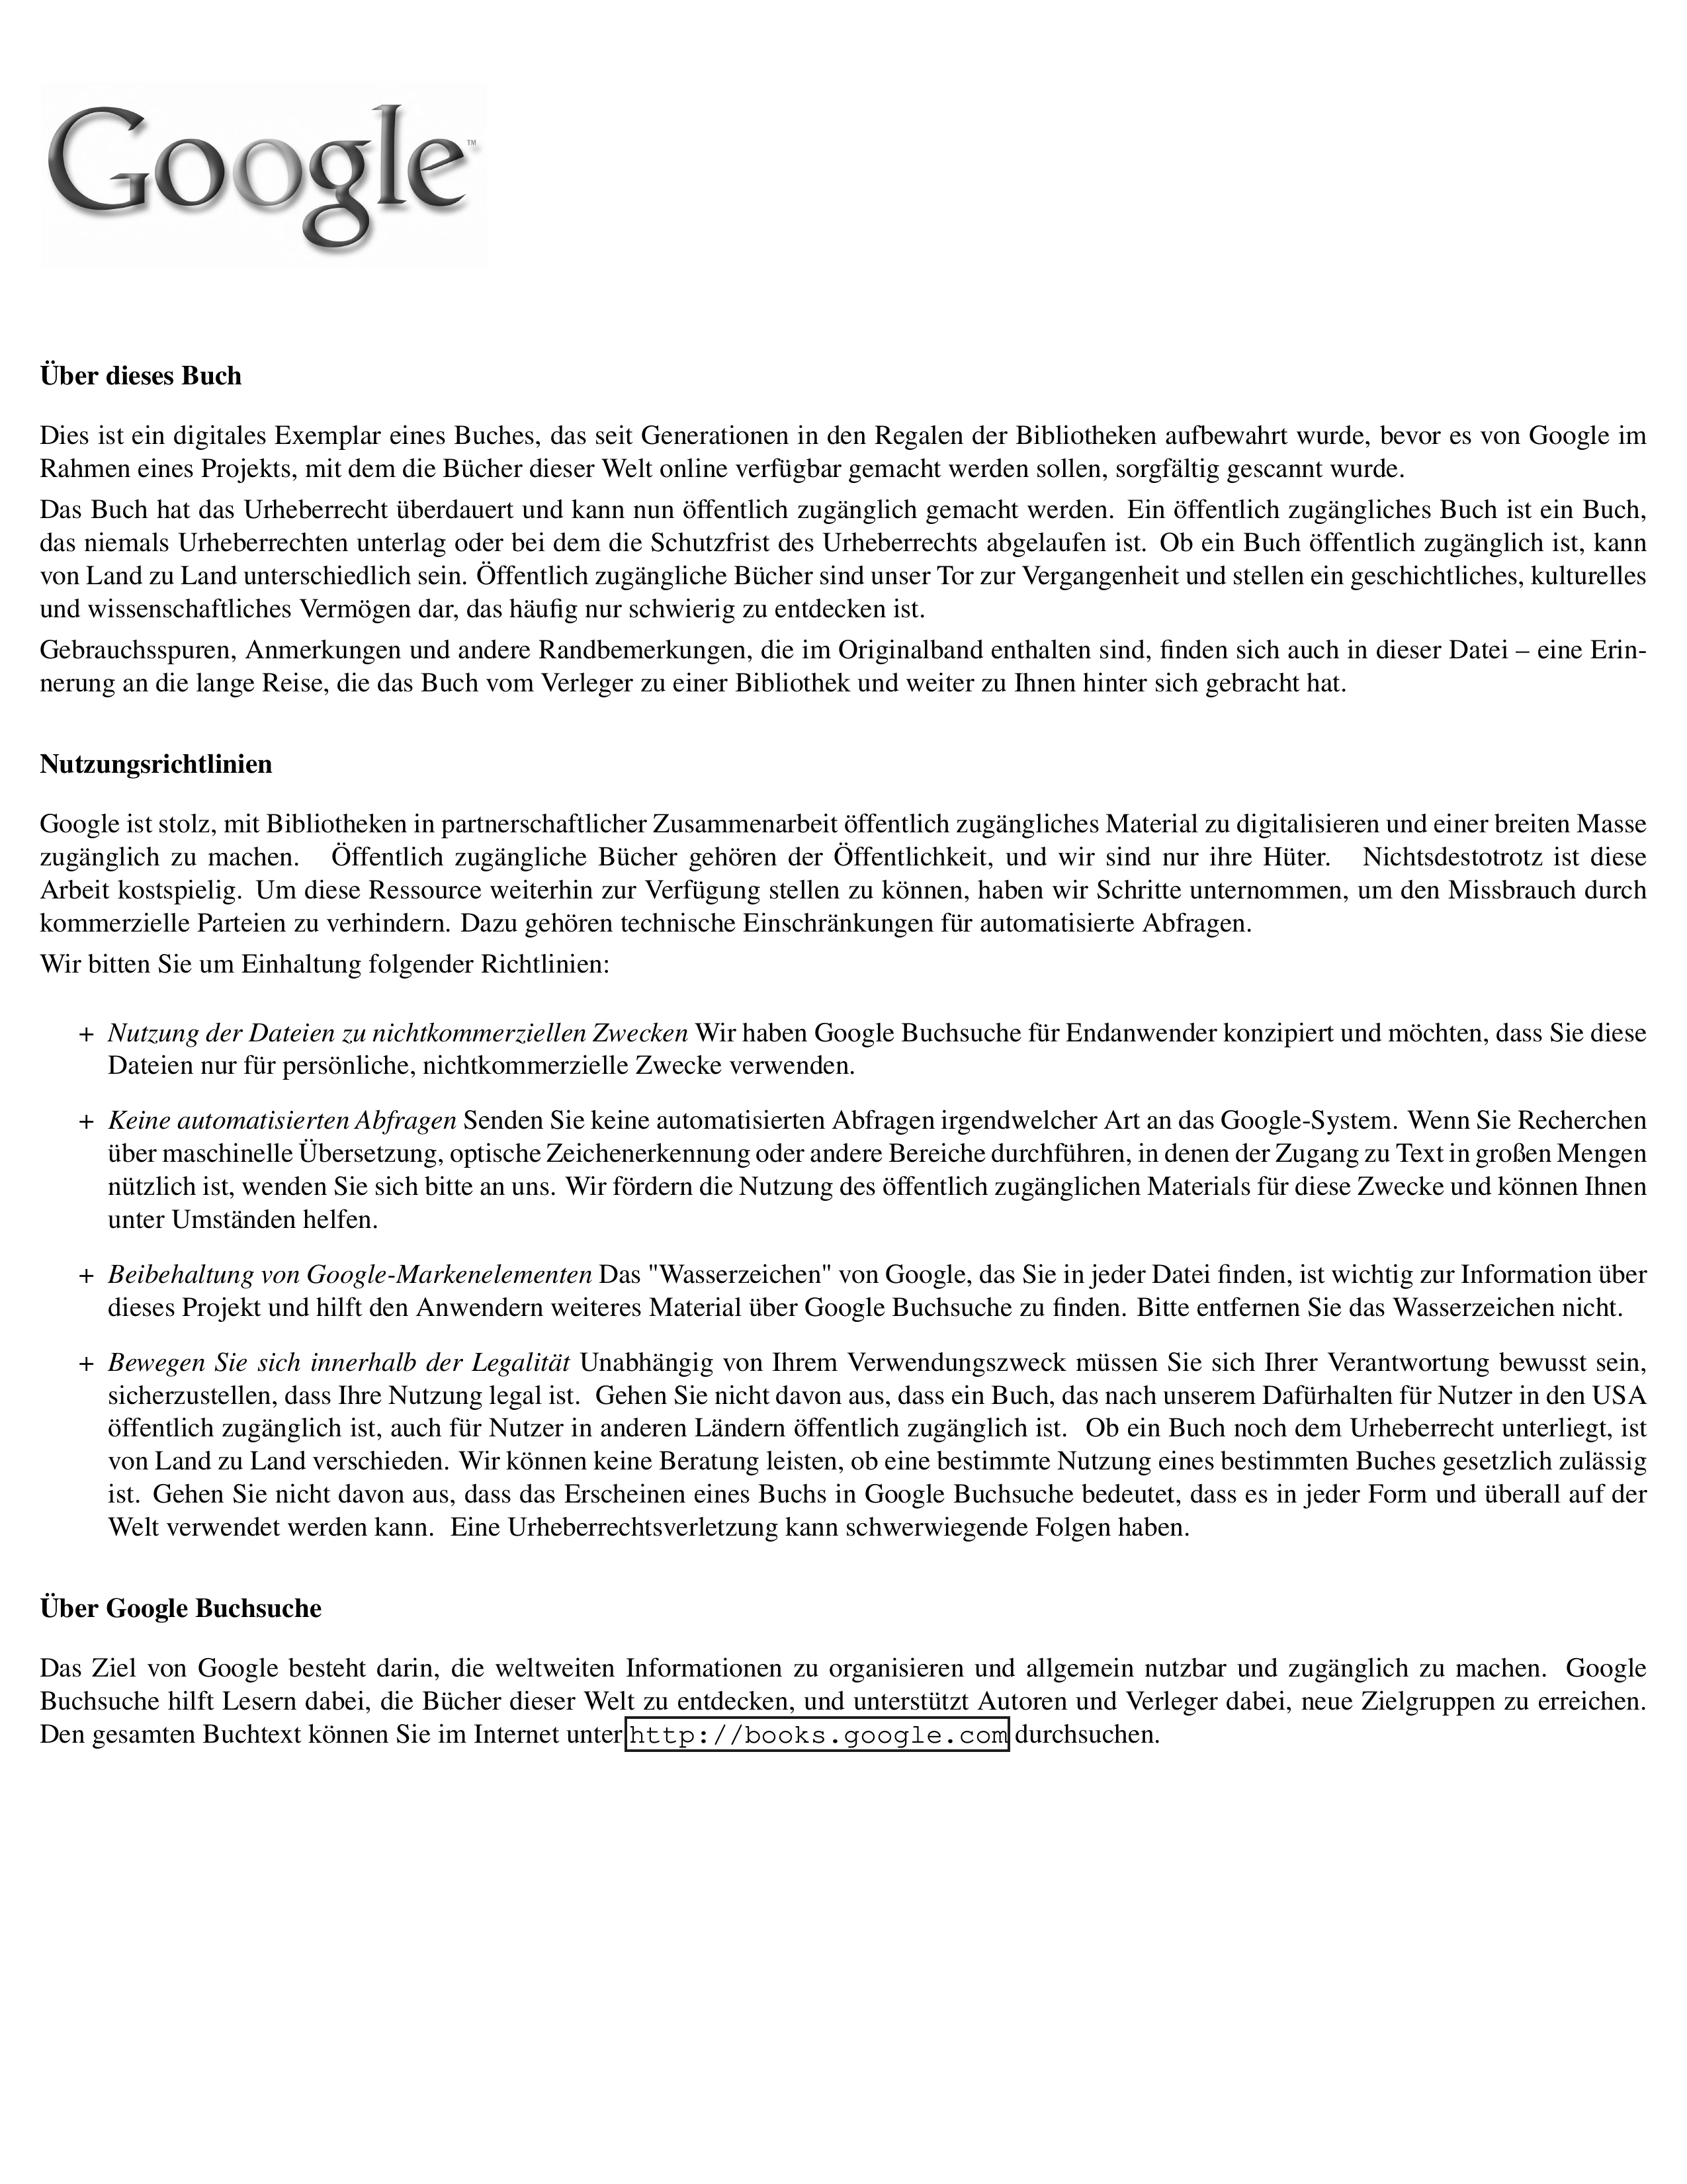 Google™
Über dieses Buch
Dies ist ein digitales Exemplar eines Buches, das seit Generationen in den Regalen der Bibliotheken aufbewahrt wurde, bevor es von Google im
Rahmen eines Projekts, mit dem die Bücher dieser Welt online verfügbar gemacht werden sollen, sorgfältig gescannt wurde.
Das Buch hat das Urheberrecht überdauert und kann nun öffentlich zugänglich gemacht werden. Ein öffentlich zugängliches Buch ist ein Buch,
das niemals Urheberrechten unterlag oder bei dem die Schutzfrist des Urheberrechts abgelaufen ist. Ob ein Buch öffentlich zugänglich ist, kann
von Land zu Land unterschiedlich sein. Öffentlich zugängliche Bücher sind unser Tor zur Vergangenheit und stellen ein geschichtliches, kulturelles
und wissenschaftliches Vermögen dar, das häufig nur schwierig zu entdecken ist.
Gebrauchsspuren, Anmerkungen und andere Randbemerkungen, die im Originalband enthalten sind, finden sich auch in dieser Datei – eine Erin-
nerung an die lange Reise, die das Buch vom Verleger zu einer Bibliothek und weiter zu Ihnen hinter sich gebracht hat.
Nutzungsrichtlinien
Google ist stolz, mit Bibliotheken in partnerschaftlicher Zusammenarbeit öffentlich zugängliches Material zu digitalisieren und einer breiten Masse
zugänglich zu machen. Öffentlich zugängliche Bücher gehören der Öffentlichkeit, und wir sind nur ihre Hüter. Nichtsdestotrotz ist diese
Arbeit kostspielig. Um diese Ressource weiterhin zur Verfügung stellen zu können, haben wir Schritte unternommen, um den Missbrauch durch
kommerzielle Parteien zu verhindern. Dazu gehören technische Einschränkungen für automatisierte Abfragen.
Wir bitten Sie um Einhaltung folgender Richtlinien:
+ Nutzung der Dateien zu nichtkommerziellen Zwecken Wir haben Google Buchsuche für Endanwender konzipiert und möchten, dass Sie diese
Dateien nur für persönliche, nichtkommerzielle Zwecke verwenden.
+ Keine automatisierten Abfragen Senden Sie keine automatisierten Abfragen irgendwelcher Art an das Google-System. Wenn Sie Recherchen
über maschinelle Übersetzung, optische Zeichenerkennung oder andere Bereiche durchführen, in denen der Zugang zu Text in großen Mengen
nützlich ist, wenden Sie sich bitte an uns. Wir fördern die Nutzung des öffentlich zugänglichen Materials für diese Zwecke und können Ihnen
unter Umständen helfen.
+ Beibehaltung von Google-Markenelementen Das "Wasserzeichen" von Google, das Sie in jeder Datei finden, ist wichtig zur Information über
dieses Projekt und hilft den Anwendern weiteres Material über Google Buchsuche zu finden. Bitte entfernen Sie das Wasserzeichen nicht.
+ Bewegen Sie sich innerhalb der Legalität Unabhängig von Ihrem Verwendungszweck müssen Sie sich Ihrer Verantwortung bewusst sein,
sicherzustellen, dass Ihre Nutzung legal ist. Gehen Sie nicht davon aus, dass ein Buch, das nach unserem Dafürhalten für Nutzer in den USA
öffentlich zugänglich ist, auch für Nutzer in anderen Ländern öffentlich zugänglich ist. Ob ein Buch noch dem Urheberrecht unterliegt, ist
von Land zu Land verschieden. Wir können keine Beratung leisten, ob eine bestimmte Nutzung eines bestimmten Buches gesetzlich zulässig
ist. Gehen Sie nicht davon aus, dass das Erscheinen eines Buchs in Google Buchsuche bedeutet, dass es in jeder Form und überall auf der
Welt verwendet werden kann. Eine Urheberrechtsverletzung kann schwerwiegende Folgen haben.
Über Google Buchsuche
Das Ziel von Google besteht darin, die weltweiten Informationen zu organisieren und allgemein nutzbar und zugänglich zu machen. Google
Buchsuche hilft Lesern dabei, die Bücher dieser Welt zu entdecken, und unterstützt Autoren und Verleger dabei, neue Zielgruppen zu erreichen.
Den gesamten Buchtext können Sie im Internet unter http://books.google.com durchsuchen.